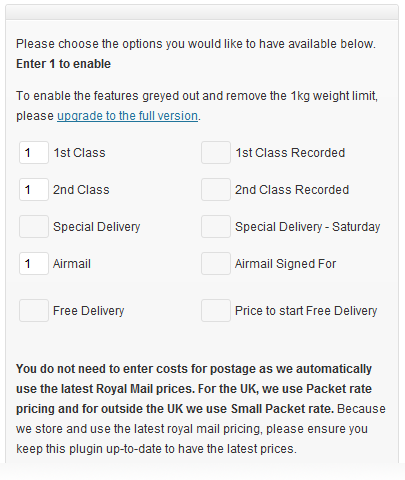 Please choose the options you would like to have available below.
Enter 1 to enable
To enable the features greyed out and remove the 1kg weight limit,
please upgrade to the full version.
1 1st Class 1st Class Recorded
1 2nd Class 2nd Class Recorded
Special Delivery Special Delivery - Saturday
1 Airmail Airmail Signed For
Free Delivery Price to start Free Delivery
You do not need to enter costs for postage as we automatically
use the latest Royal Mail prices. For the UK, we use Packet rate
pricing and for outside the UK we use Small Packet rate. Because
we store and use the latest royal mail pricing, please ensure you
keep this plugin up-to-date to have the latest prices.